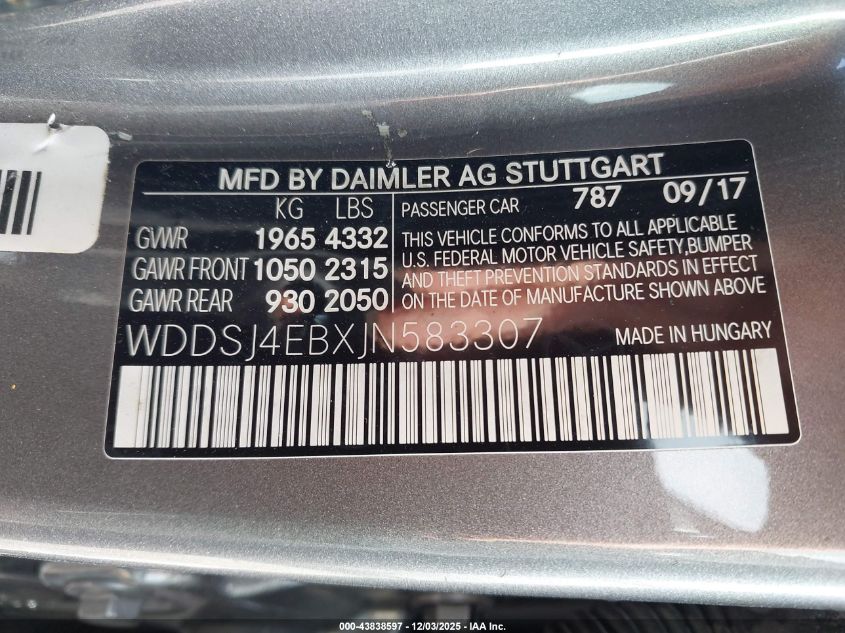 MFD BY DAIMLER AG STUTTGART
KG LBS
GVWR 1965 4332
GAWR FRONT 1050 2315
GAWR REAR 930 2050
PASSENGER CAR 787 09/17
THIS VEHICLE CONFORMS TO ALL APPLICABLE
U.S. FEDERAL MOTOR VEHICLE SAFETY,BUMPER
AND THEFT PREVENTION STANDARDS IN EFFECT
ON THE DATE OF MANUFACTURE SHOWN ABOVE
WDDSJ4EBXJN583307 MADE IN HUNGARY
000-43838597 - 12/03/2025 - IAA Inc.